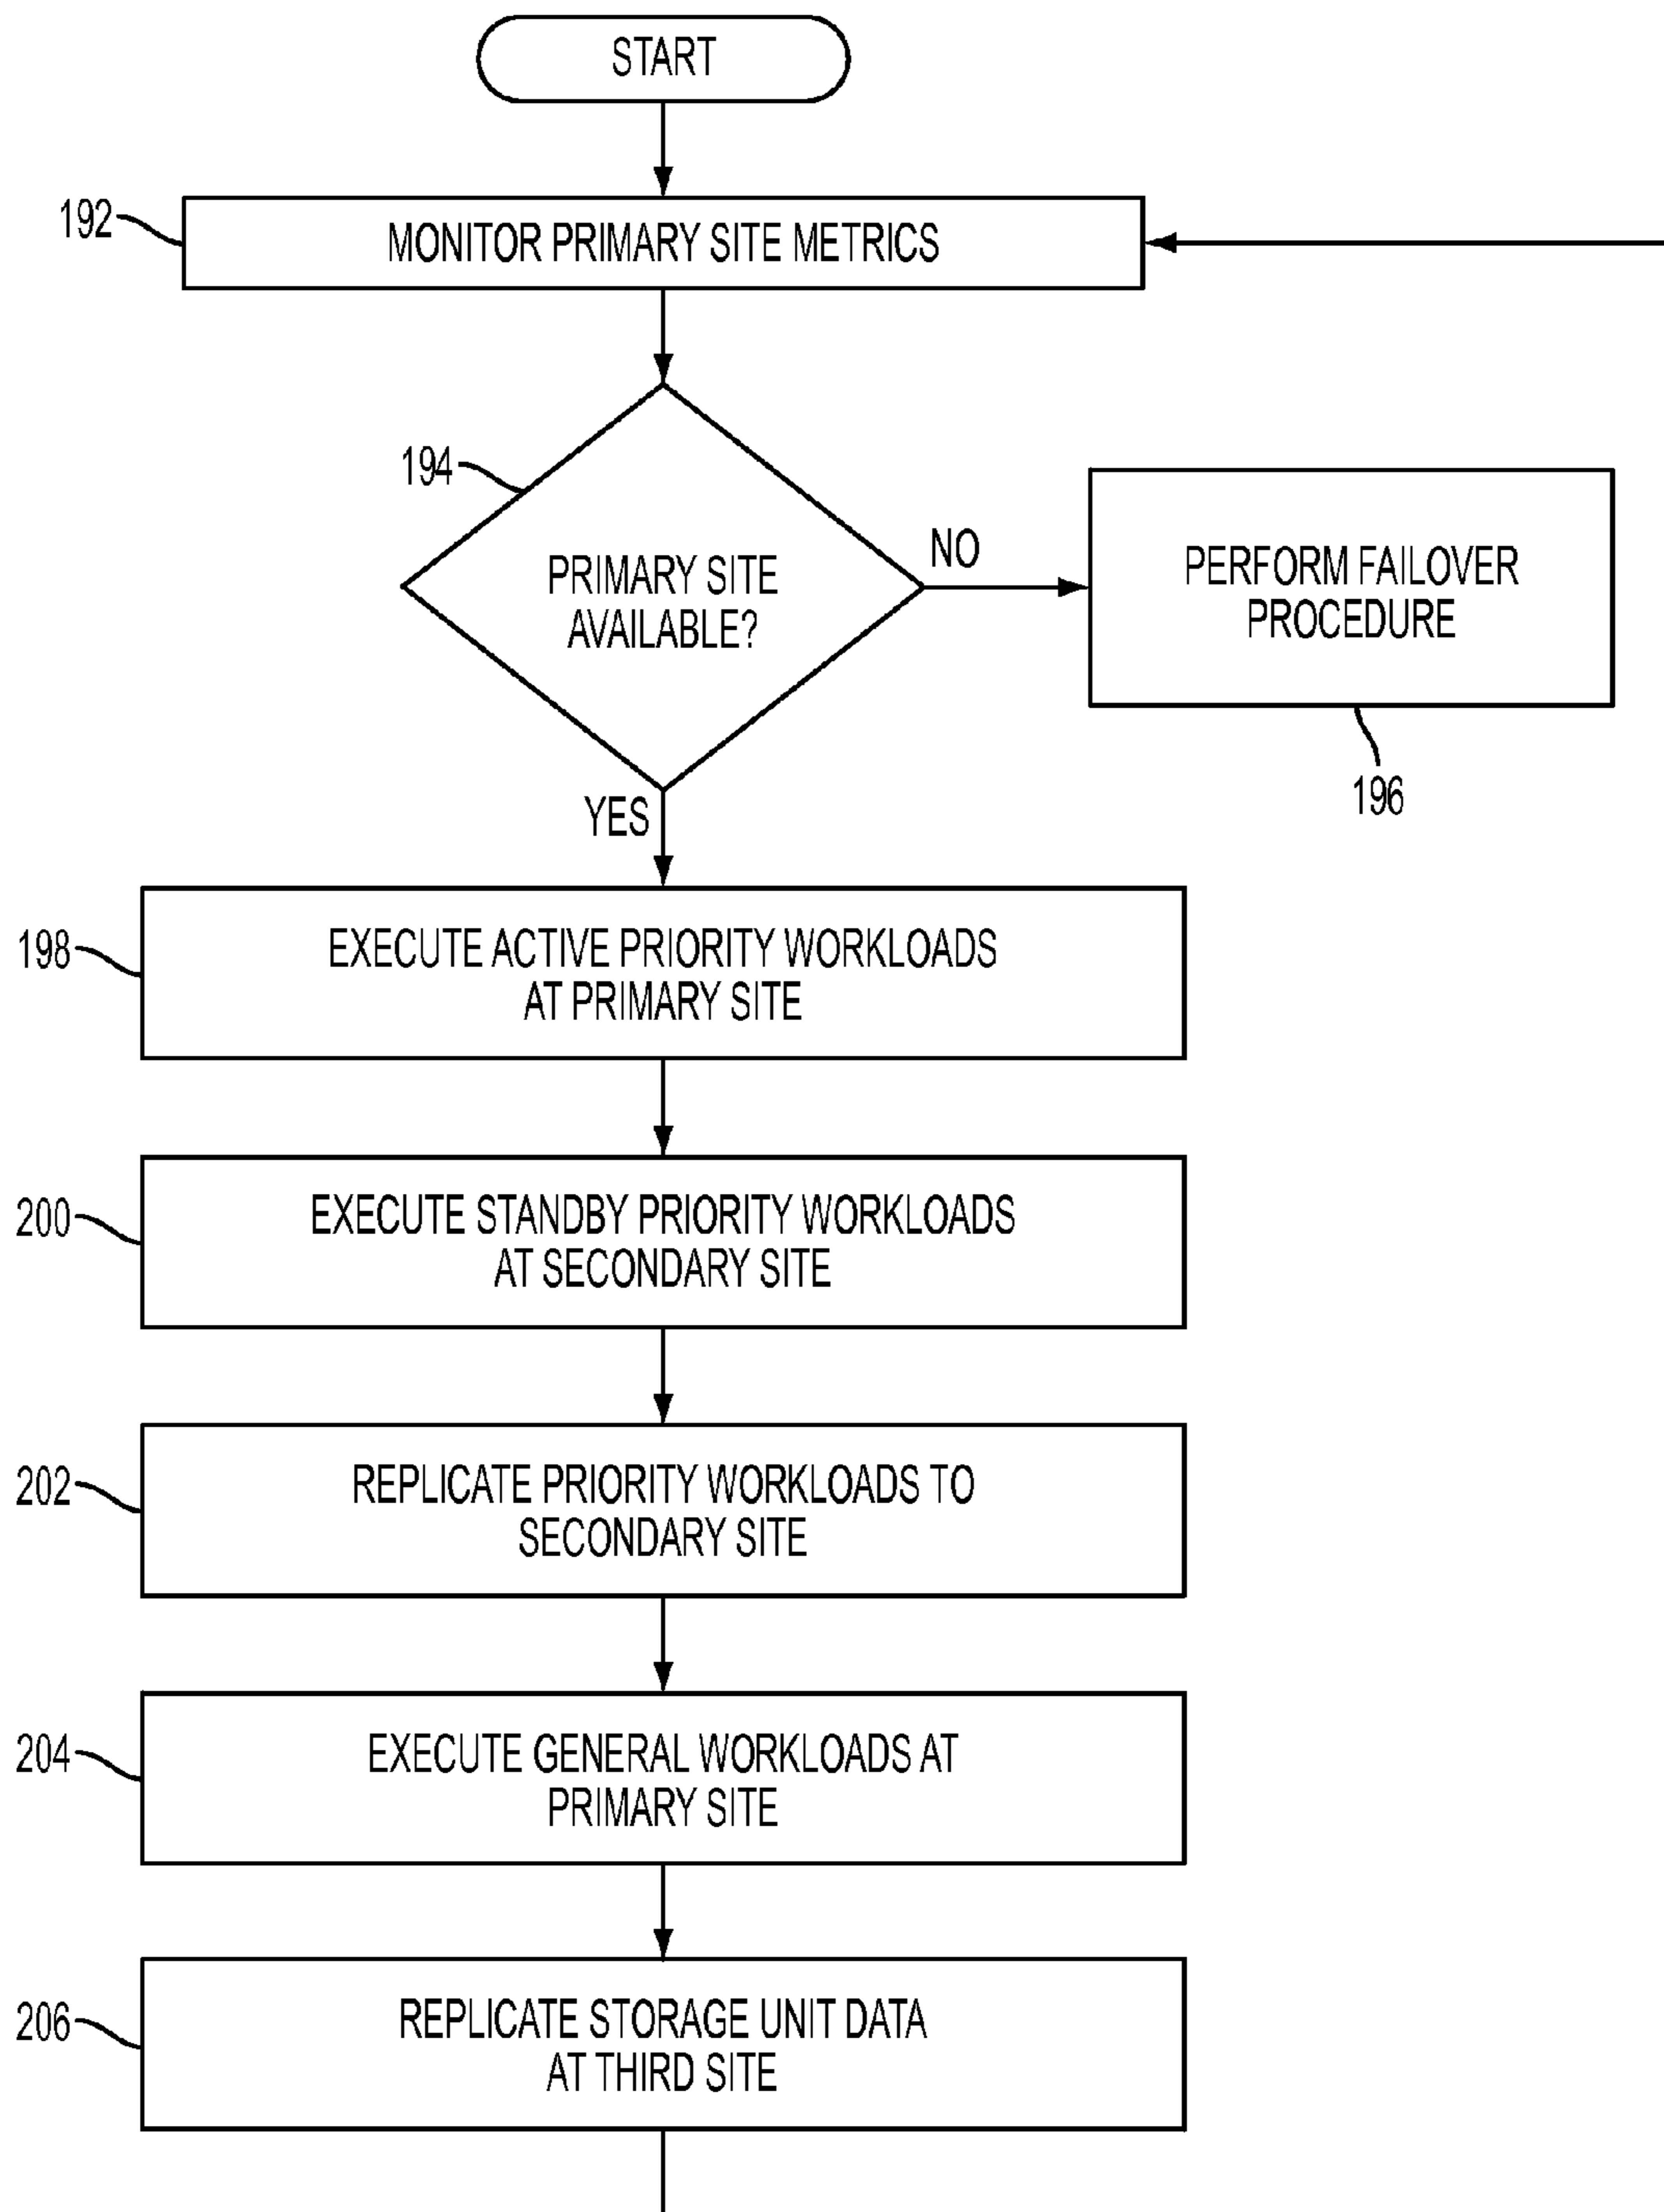 START
192
MONITOR PRIMARY SITE METRICS
194
PRIMARY SITE
AVAILABLE?
NO
PERFORM FAILOVER
PROCEDURE
196
YES
198
EXECUTE ACTIVE PRIORITY WORKLOADS
AT PRIMARY SITE
200
EXECUTE STANDBY PRIORITY WORKLOADS
AT SECONDARY SITE
202
REPLICATE PRIORITY WORKLOADS TO
SECONDARY SITE
204
EXECUTE GENERAL WORKLOADS AT
PRIMARY SITE
206
REPLICATE STORAGE UNIT DATA
AT THIRD SITE